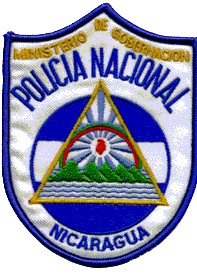 MINISTERIO DE GOBERNACION
POLICIA NACIONAL
NICARAGUA